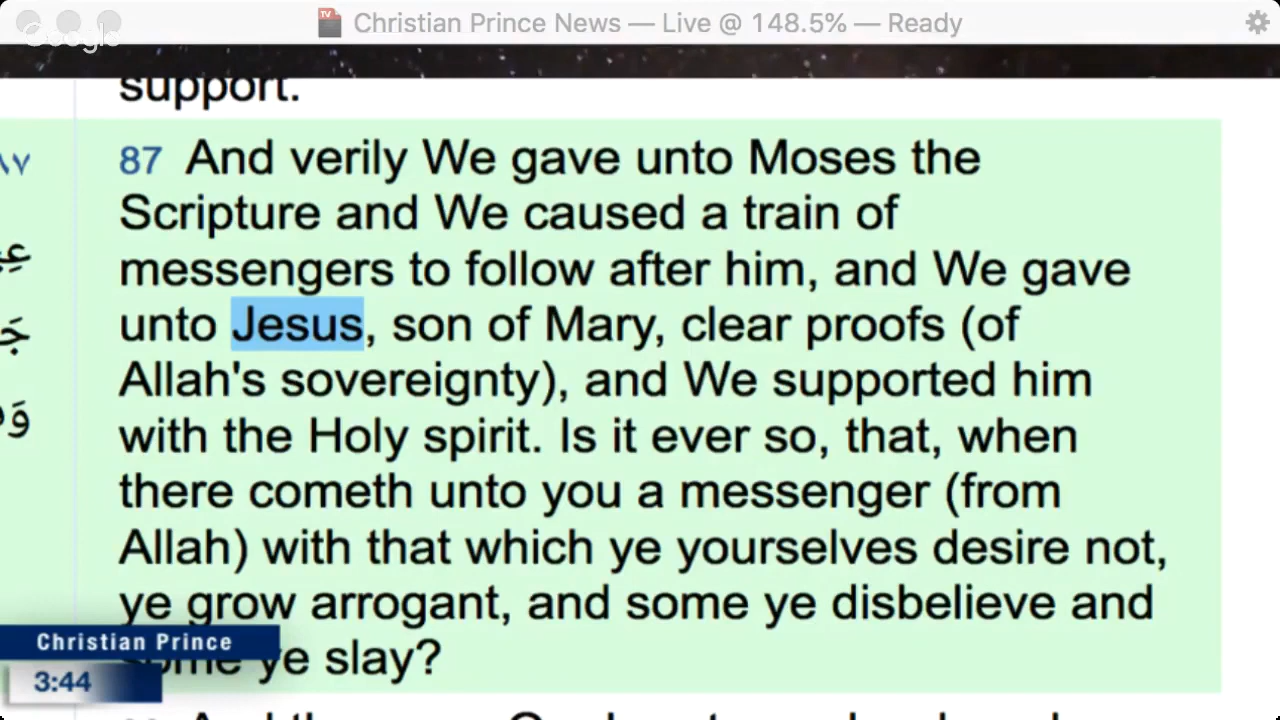 Christian Prince News — Live @ 148.5% — Ready
Google
TV
support.
87 And verily We gave unto Moses the
Scripture and We caused a train of
messengers to follow after him, and We gave
unto Jesus, son of Mary, clear proofs (of
Allah's sovereignty), and We supported him
with the Holy spirit. Is it ever so, that, when
there cometh unto you a messenger (from
Allah) with that which ye yourselves desire not,
ye grow arrogant, and some ye disbelieve and
some ye slay?
Christian Prince
3:44